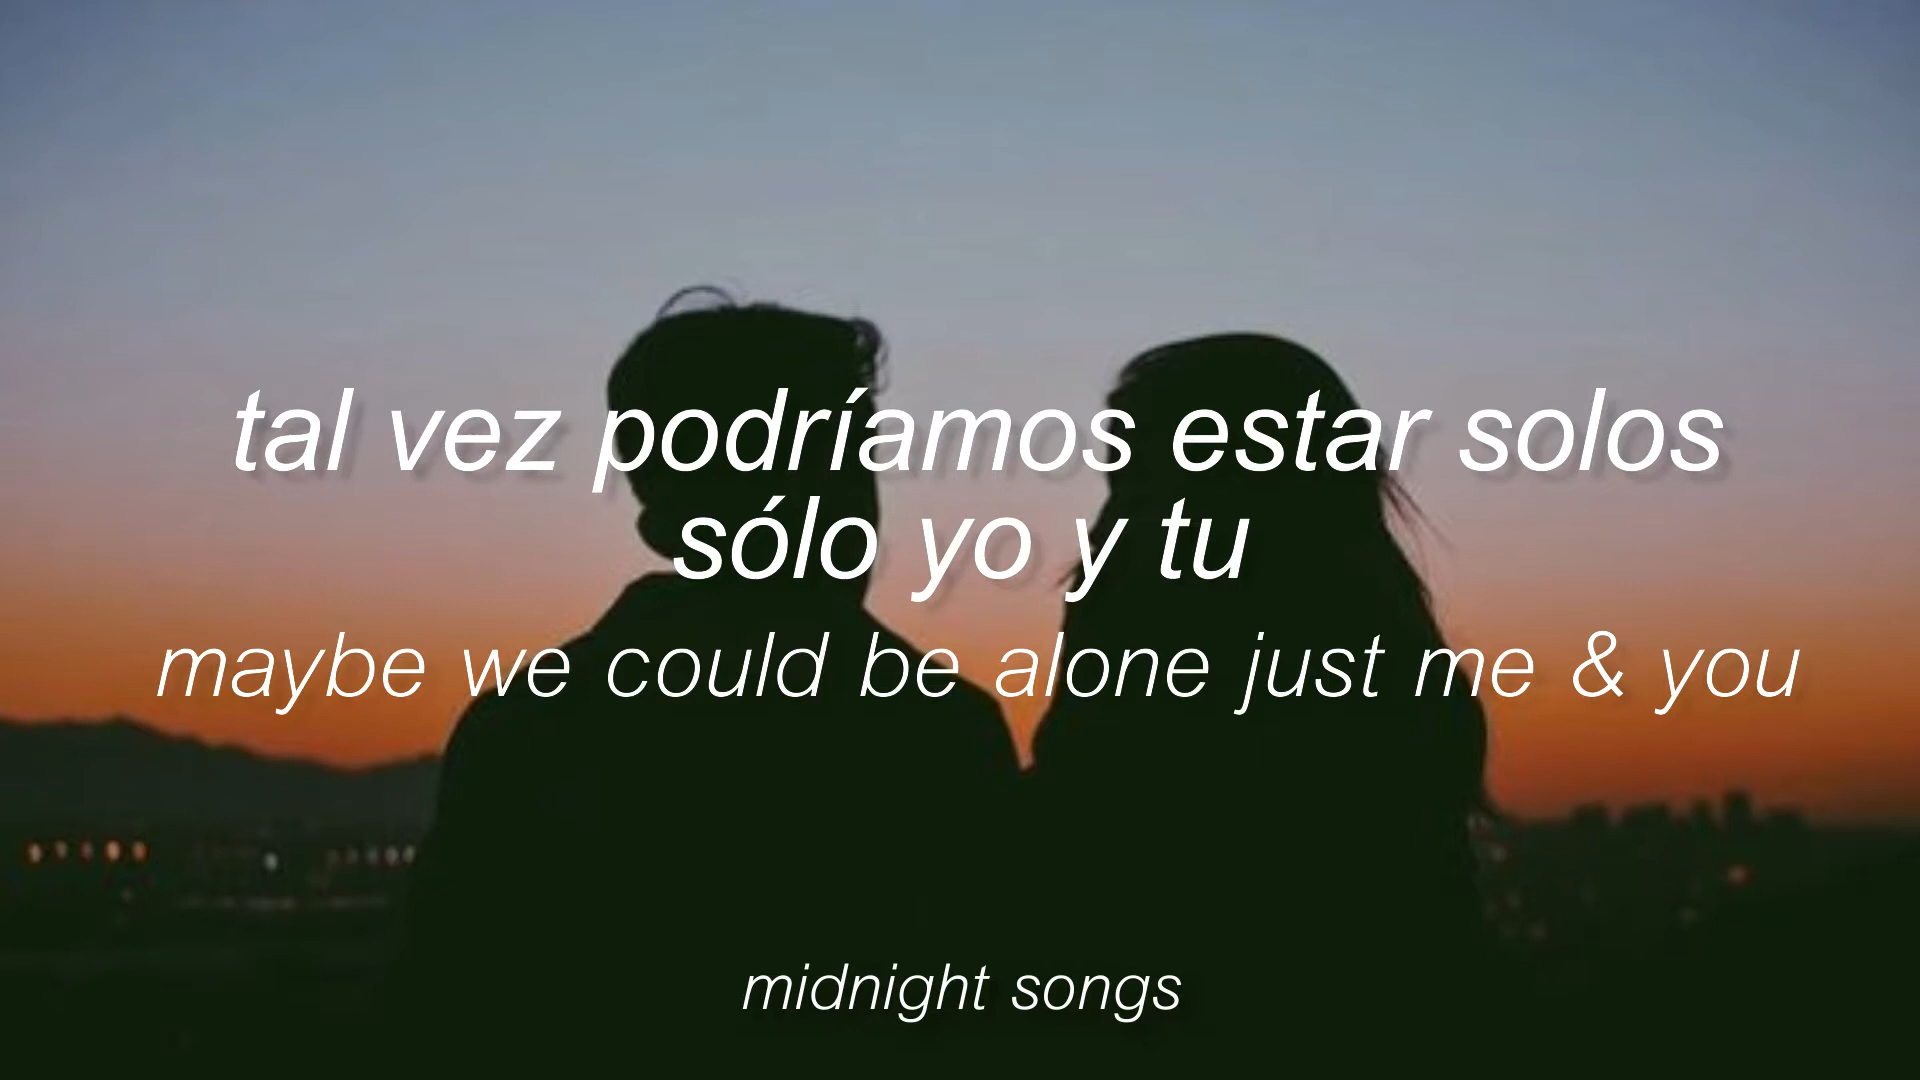 tal vez podríamos estar solos
sólo yo y tu
maybe we could be alone just me & you
midnight songs